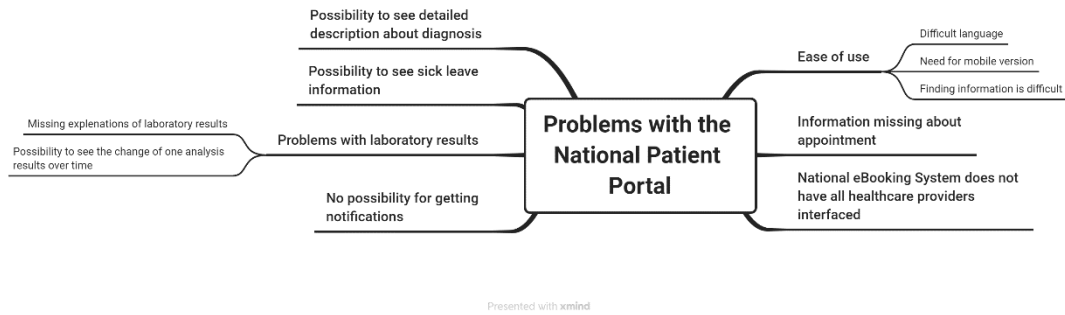 Possibility to see detailed
description about diagnosis
Possibility to see sick leave
information
Missing explenations of laboratory results
Possibility to see the change of one analysis
results over time
Problems with laboratory results
No possibility for getting
notifications
Problems with the
National Patient
Portal
Ease of use
Difficult language
Need for mobile version
Finding information is difficult
Information missing about
appointment
National eBooking System does not
have all healthcare providers
interfaced
Presented with xmind